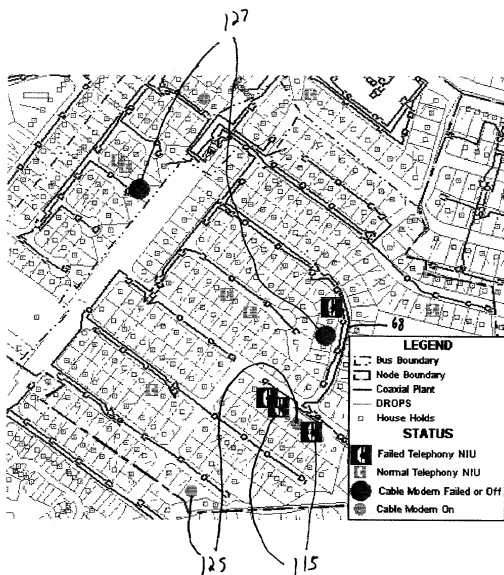 127
68
LEGEND
Bus Boundary
Node Boundary
Coaxial Plant
DROPS
House Holds
STATUS
Failed Telephony NIU
Normal Telephony NIU
Cable Modem Failed or Off
Cable Modem On
125
115